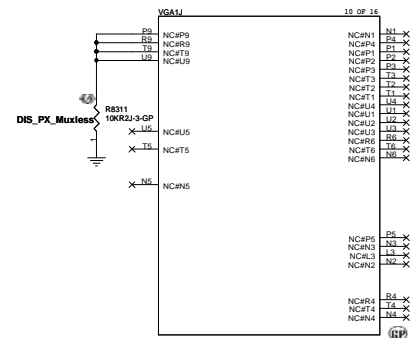 VGA1J 10 OF 16
P9 NC#P9
R9 NC#R9
T9 NC#T9
U9 NC#U9
R8311
10KR2J-3-GP
DIS_PX_Muxless
1
U5 NC#U5
T5 NC#T5
N5 NC#N5
NC#N1 N1
NC#P4 P4
NC#P1 P1
NC#P2 P2
NC#P3 P3
NC#T3 T3
NC#T2 T2
NC#T1 T1
NC#U4 U4
NC#U1 U1
NC#U2 U2
NC#U3 U3
NC#R6 R6
NC#T6 T6
NC#N6 N6
NC#P5 P5
NC#N3 N3
NC#L3 L3
NC#N2 N2
NC#R4 R4
NC#T4 T4
NC#N4 N4